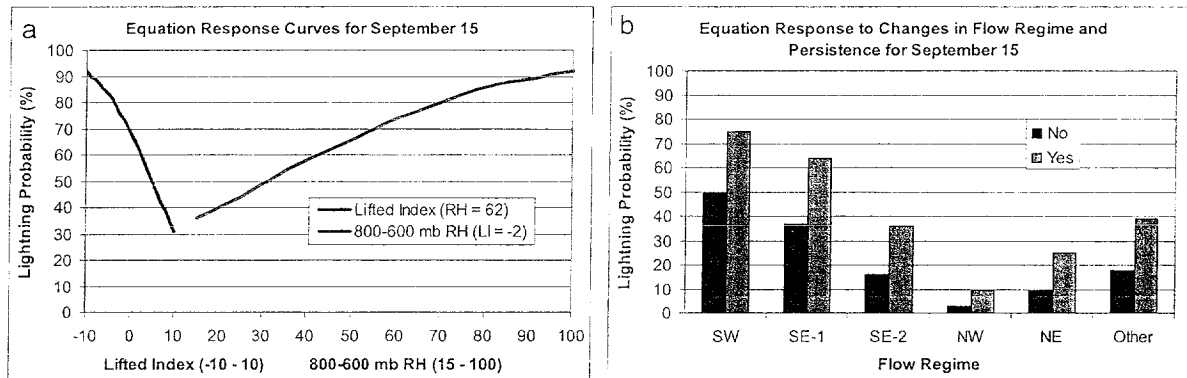 a
Equation Response Curves for September 15
Lightning Probability (%)
100
90
80
70
60
50
40
30
20
10
0
Lifted Index (RH = 62)
800-600 mb RH (LI = -2)
-10 0 10 20 30 40 50 60 70 80 90 100
Lifted Index (-10 - 10) 800-600 mb RH (15 - 100)
b
Equation Response to Changes in Flow Regime and
Persistence for September 15
Lightning Probability (%)
100
90
80
70
60
50
40
30
20
10
0
No
Yes
SW SE-1 SE-2 NW NE Other
Flow Regime